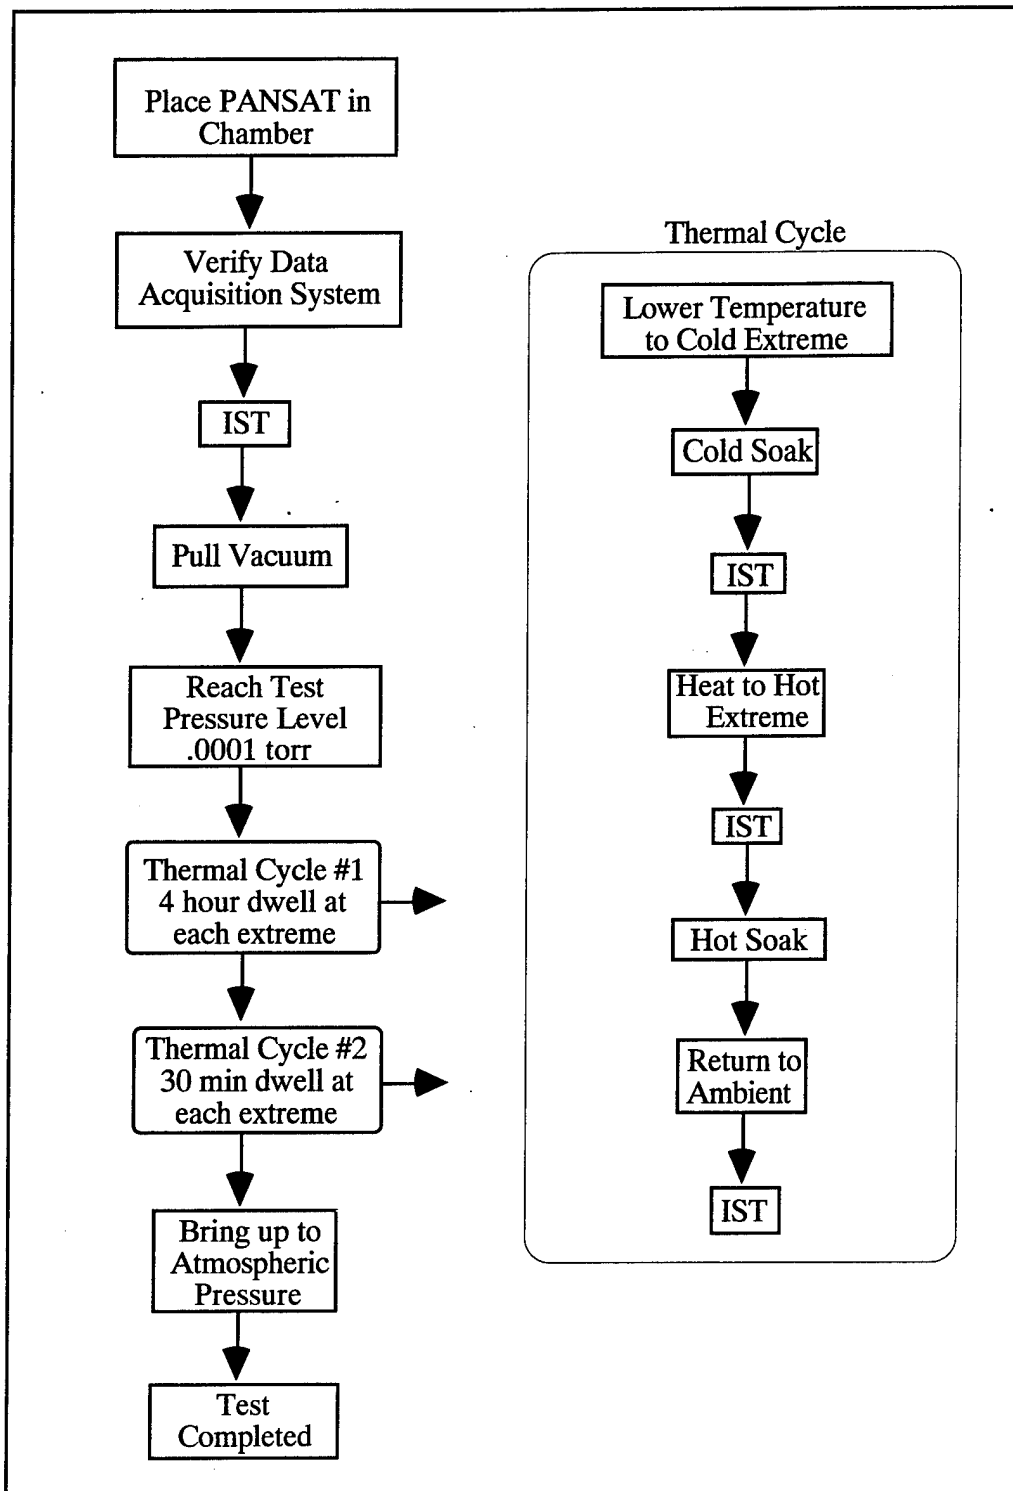 Place PANSAT in
Chamber
Verify Data
Acquisition System
IST
Pull Vacuum
Reach Test
Pressure Level
.0001 torr
Thermal Cycle #1
4 hour dwell at
each extreme
Thermal Cycle #2
30 min dwell at
each extreme
Bring up to
Atmospheric
Pressure
Test
Completed
Thermal Cycle
Lower Temperature
to Cold Extreme
Cold Soak
IST
Heat to Hot
Extreme
IST
Hot Soak
Return to
Ambient
IST